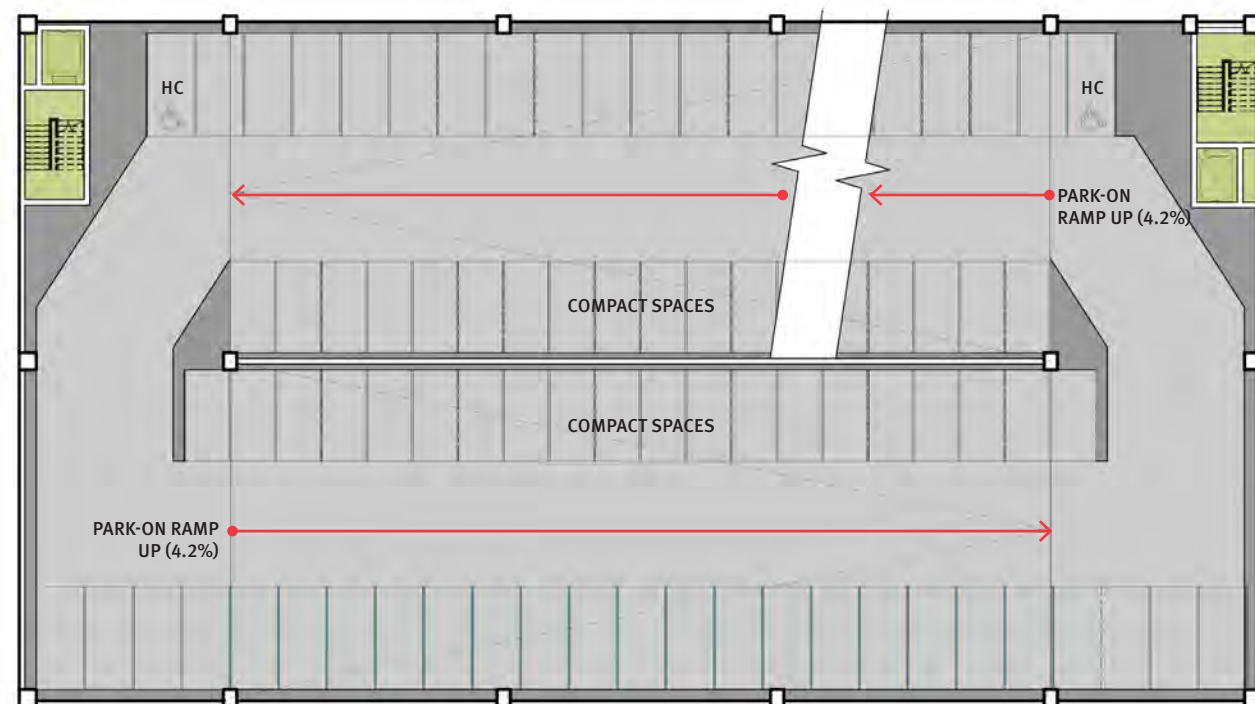 HC
HC
PARK-ON
RAMP UP (4.2%)
COMPACT SPACES
COMPACT SPACES
PARK-ON RAMP
UP (4.2%)